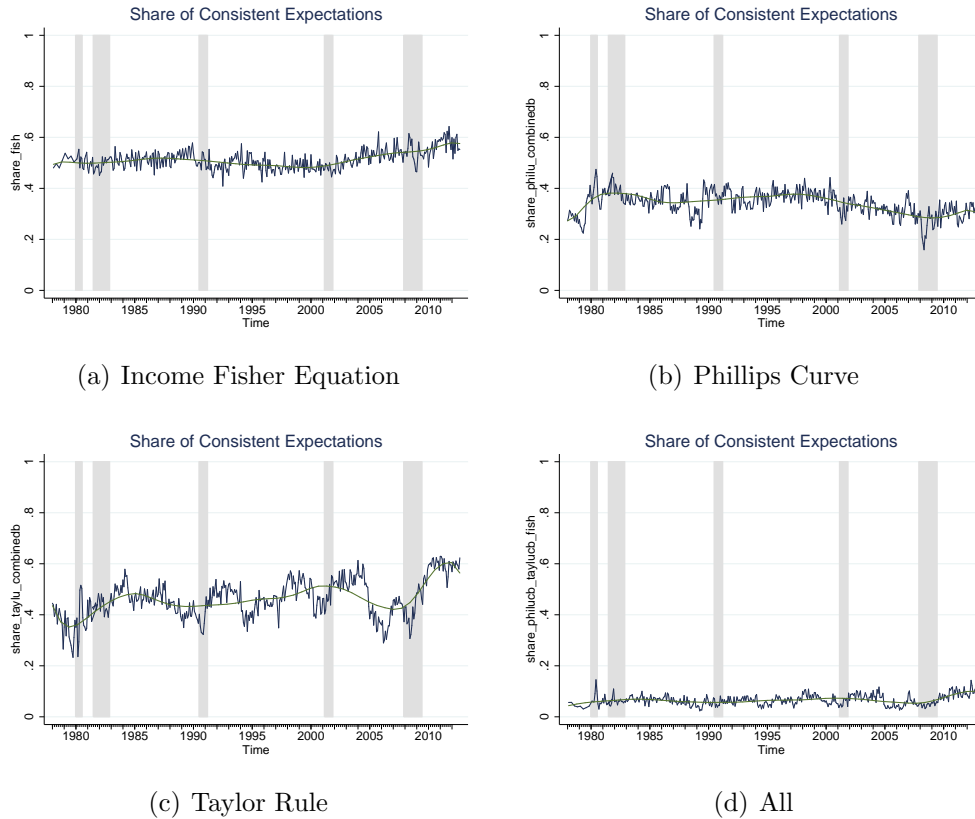 Share of Consistent Expectations
share_fish
0 .2 .4 .6 .8 1
1980 1985 1990 1995 2000 2005 2010
Time
(a) Income Fisher Equation
Share of Consistent Expectations
share_philu_combinedb
0 .2 .4 .6 .8 1
1980 1985 1990 1995 2000 2005 2010
Time
(b) Phillips Curve
Share of Consistent Expectations
share_taylu_combinedb
0 .2 .4 .6 .8 1
1980 1985 1990 1995 2000 2005 2010
Time
(c) Taylor Rule
Share of Consistent Expectations
share_philucb_taylucb_fish
0 .2 .4 .6 .8 1
1980 1985 1990 1995 2000 2005 2010
Time
(d) All